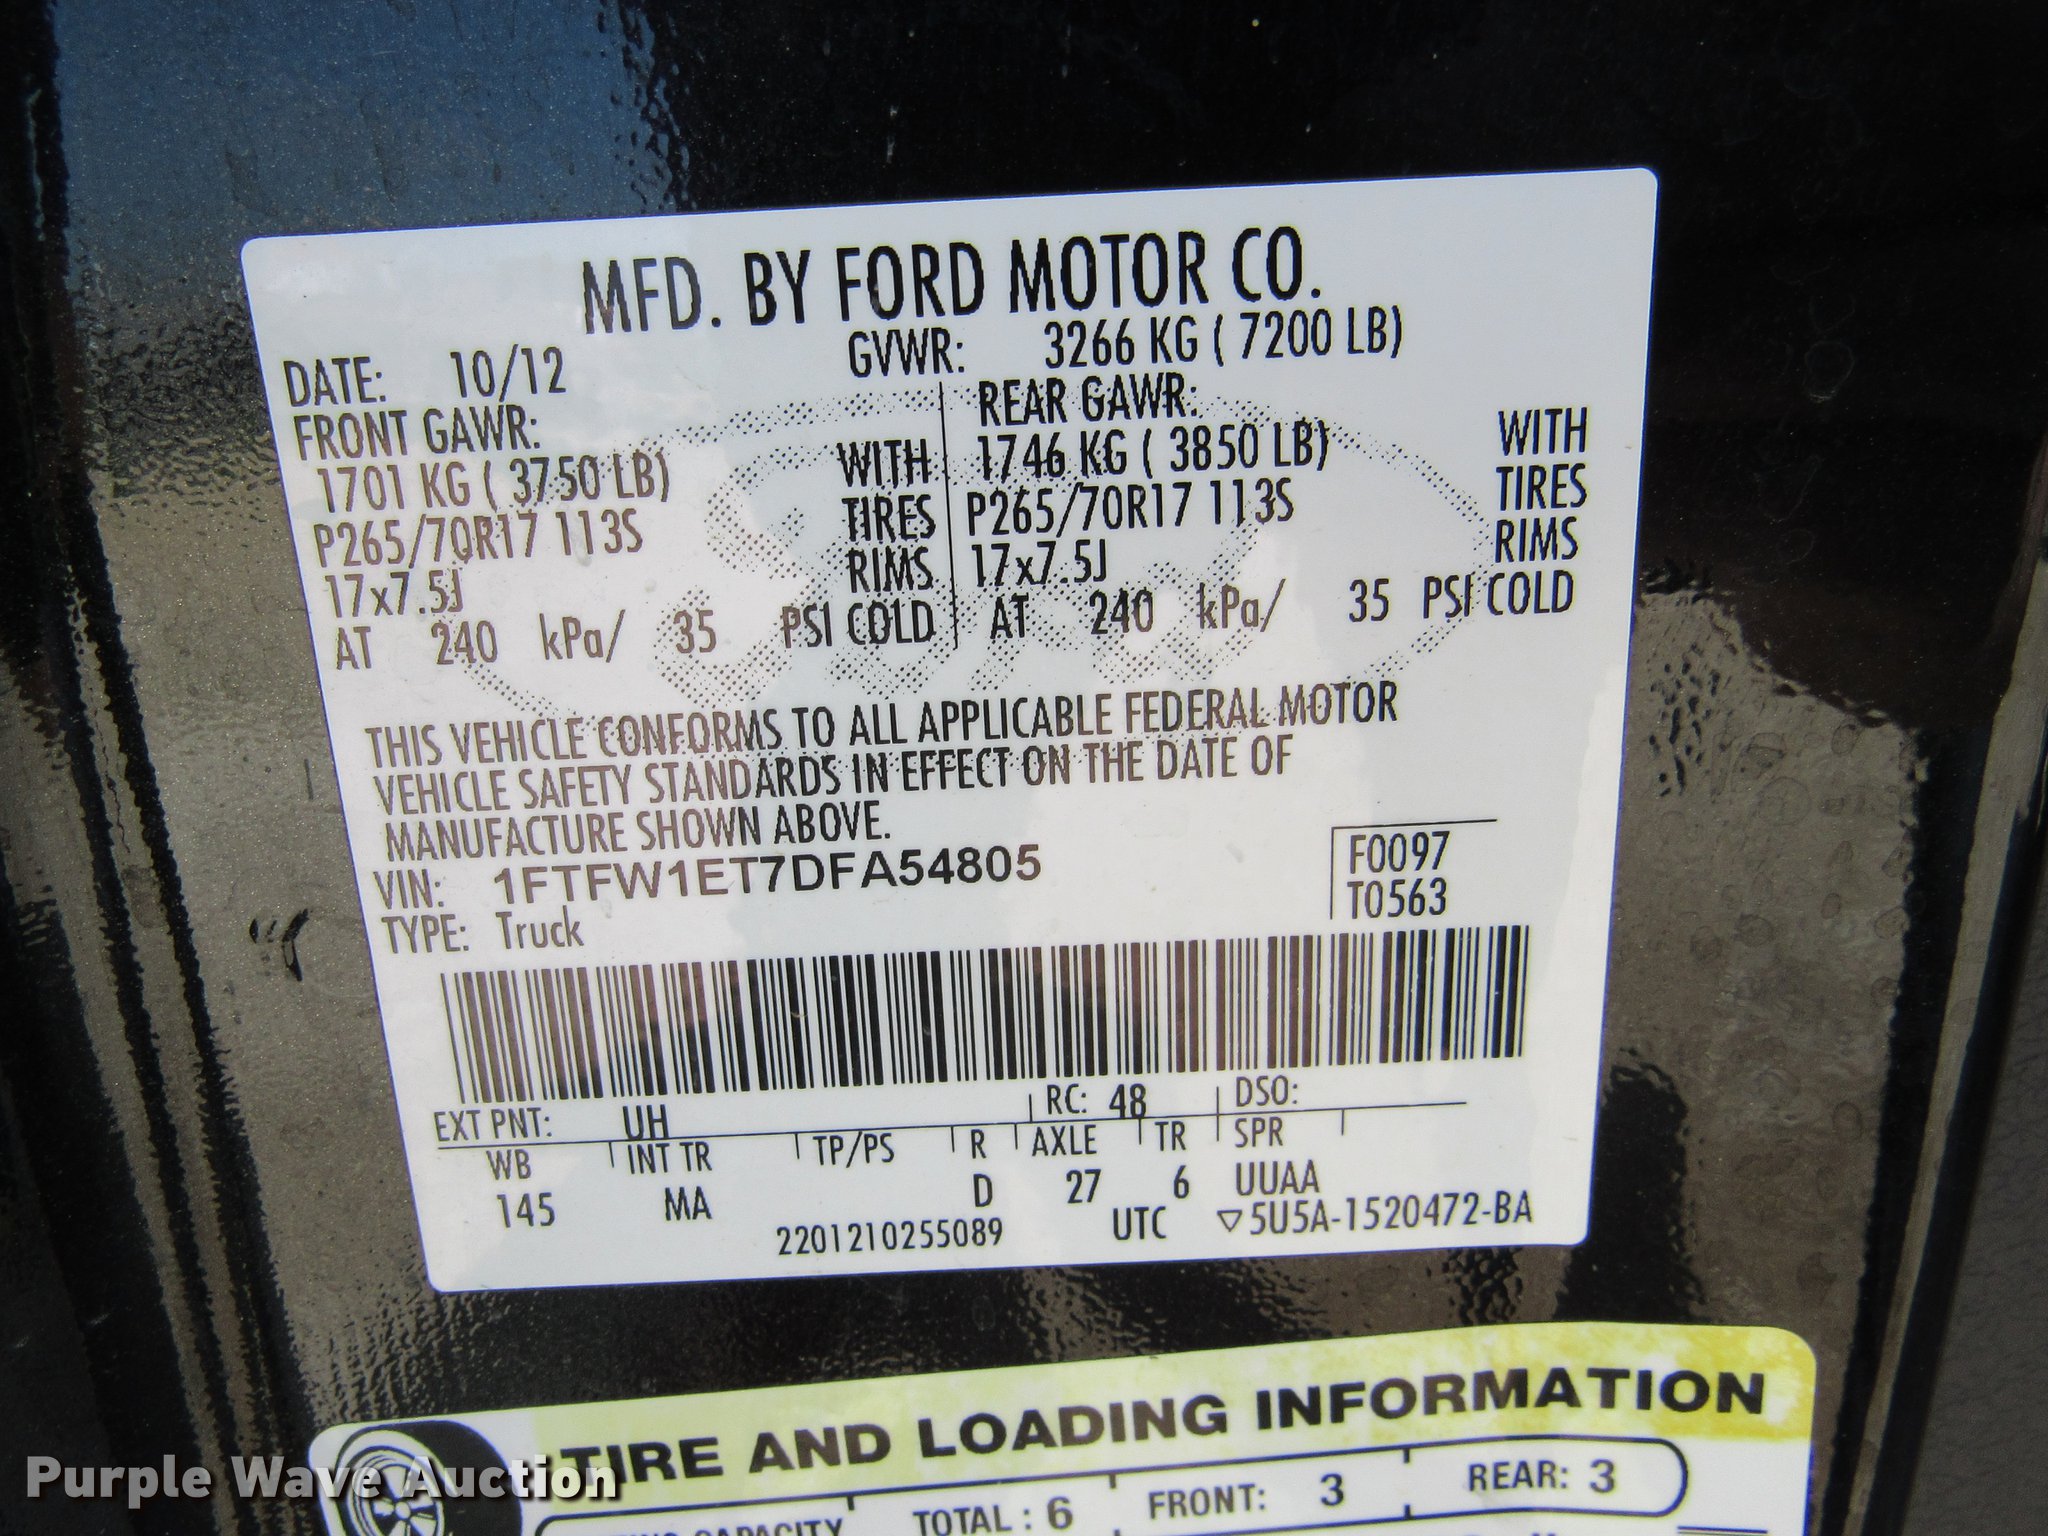 MFD. BY FORD MOTOR CO.
DATE: 10/12 GVWR: 3266 KG ( 7200 LB)
FRONT GAWR: REAR GAWR:
1701 KG ( 3750 LB) WITH 1746 KG ( 3850 LB) WITH
P265/70R17 113S TIRES P265/70R17 113S TIRES
17x7.5J RIMS 17x7.5J RIMS
AT 240 kPa/ 35 PSI COLD AT 240 kPa/ 35 PSI COLD
THIS VEHICLE CONFORMS TO ALL APPLICABLE FEDERAL MOTOR
VEHICLE SAFETY STANDARDS IN EFFECT ON THE DATE OF
MANUFACTURE SHOWN ABOVE.
VIN: 1FTFW1ET7DFA54805 F0097
TYPE: Truck T0563
EXT PNT: UH RC: 48 DSO:
WB INT TR TP/PS R AXLE TR SPR
145 MA D 27 6 UUAA
2201210255089 UTC ▽5U5A-1520472-BA
TIRE AND LOADING INFORMATION
CAPACITY TOTAL : 6 FRONT: 3 REAR: 3
Purple Wave Auction